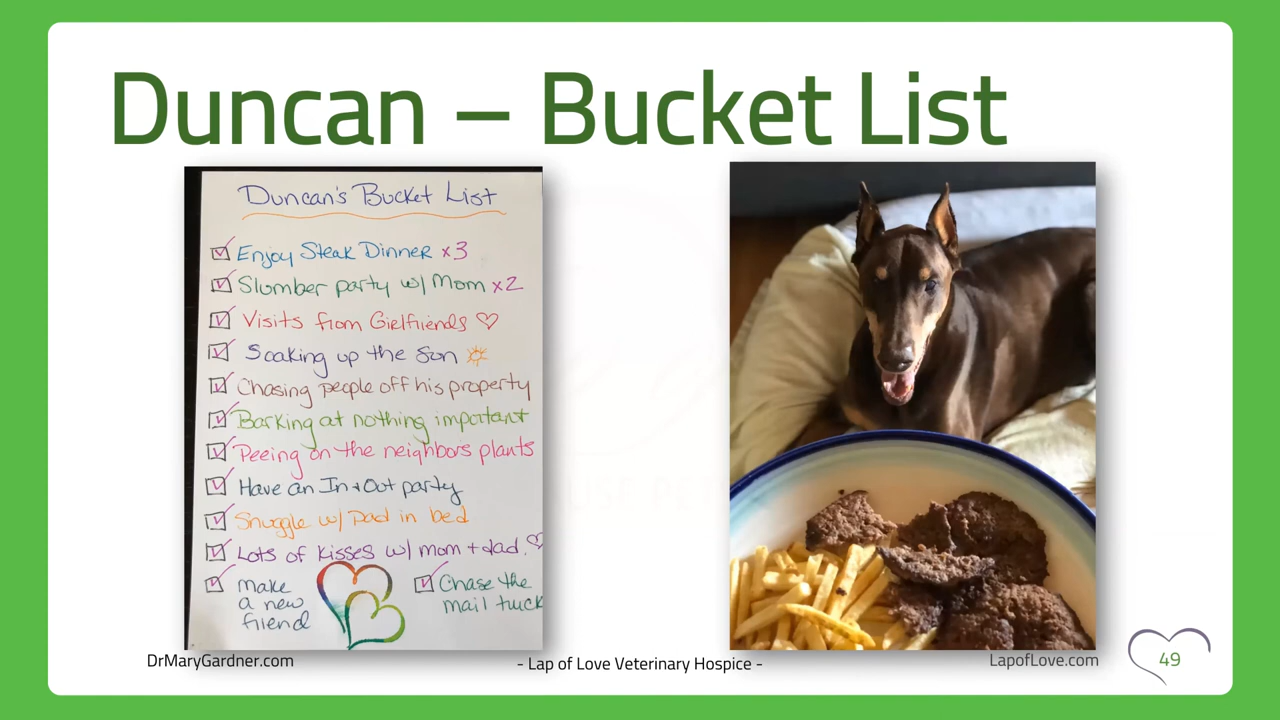 Duncan – Bucket List
Duncan's Bucket List
Enjoy Steak Dinner x3
Slumber party w/ Mom x2
Visits from Girlfriends
Soaking up the Son
Chasing people off his property
Barking at nothing important
Peeing on the neighbors plants
Have an In + Out party
Snuggle w/ Dad in bed
Lots of kisses w/ mom + dad.
make
a new
friend
Chase the
mail truck
DrMaryGardner.com
- Lap of Love Veterinary Hospice -
LapofLove.com
49